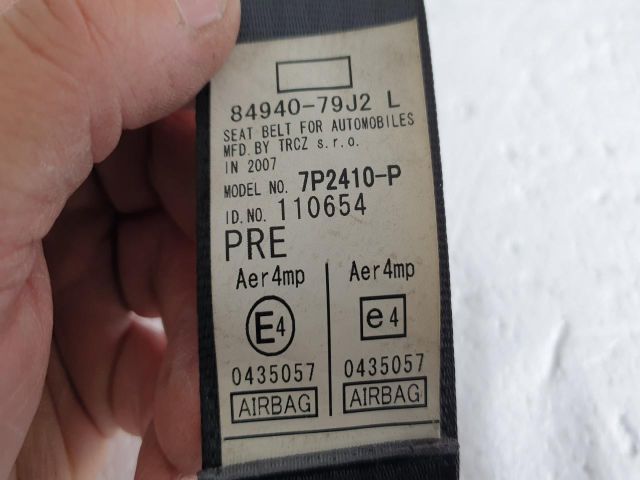 84940-79J2 L
SEAT BELT FOR AUTOMOBILES
MFD.BY TRCZ s.r.o.
IN 2007
MODEL NO. 7P2410-P
ID.NO. 110654
PRE
Aer4mp Aer4mp
E4 e4
0435057 0435057
AIRBAG AIRBAG